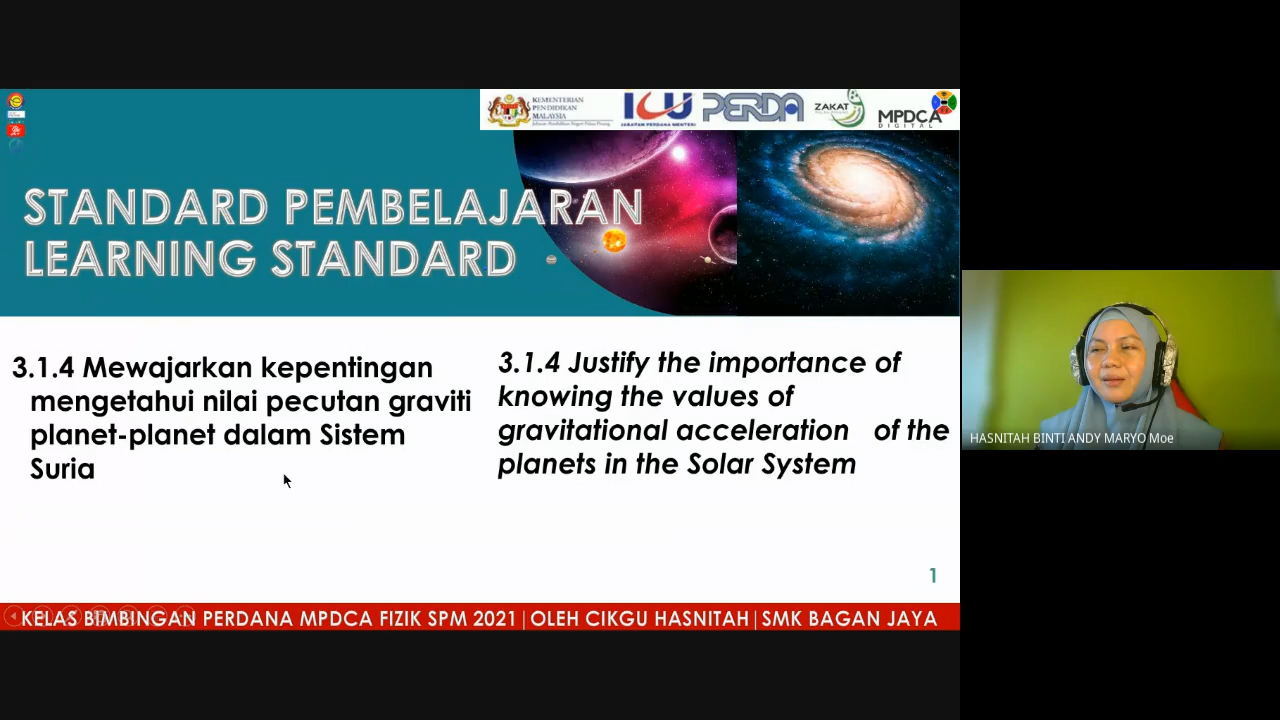 KEMENTERIAN
PENDIDIKAN
MALAYSIA
ICU
JABATAN PERDANA MENTERI
PERDA
ZAKAT
MPDCA
DIGITAL
STANDARD PEMBELAJARAN
LEARNING STANDARD
3.1.4 Mewajarkan kepentingan
mengetahui nilai pecutan graviti
planet-planet dalam Sistem
Suria
3.1.4 Justify the importance of
knowing the values of
gravitational acceleration of the
planets in the Solar System
1
KELAS BIMBINGAN PERDANA MPDCA FIZIK SPM 2021|OLEH CIKGU HASNITAH|SMK BAGAN JAYA
HASNITAH BINTI ANDY MARYO Moe